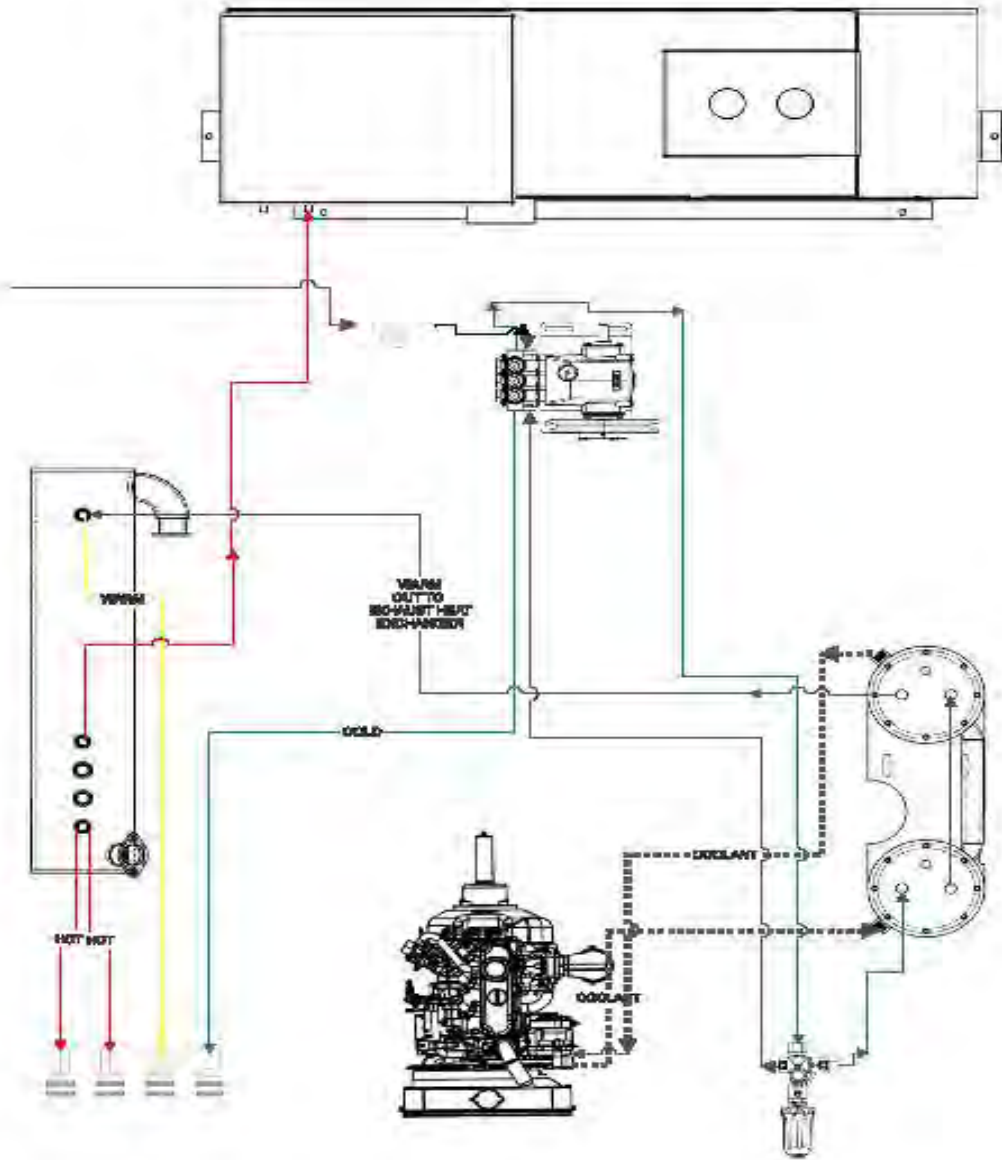 WARM
OUT TO
EXHAUST HEAT
EXCHANGER
WARM
COLD
COOLANT
HOT HOT
COOLANT